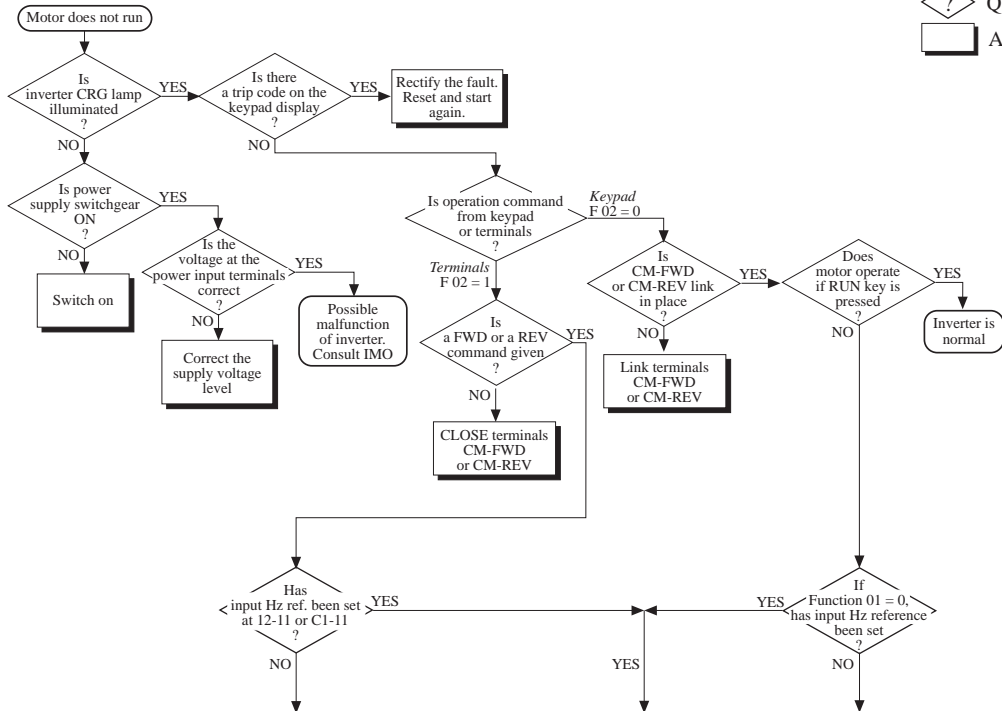 ?
Q
A
Motor does not run
Is
inverter CRG lamp
illuminated
?
YES
NO
Is there
a trip code on the
keypad display
?
YES
NO
Rectify the fault.
Reset and start
again.
Is power
supply switchgear
ON
?
YES
NO
Switch on
Is the
voltage at the
power input terminals
correct
?
YES
NO
Possible
malfunction
of inverter.
Consult IMO
Correct the
supply voltage
level
Is operation command
from keypad
or terminals
?
Keypad
F 02 = 0
Terminals
F 02 = 1
Is
a FWD or a REV
command given
?
YES
NO
CLOSE terminals
CM-FWD
or CM-REV
Is
CM-FWD
or CM-REV link
in place
?
YES
NO
Link terminals
CM-FWD
or CM-REV
Does
motor operate
if RUN key is
pressed
?
YES
NO
Inverter is
normal
Has
input Hz ref. been set
at 12-11 or C1-11
?
YES
NO
YES
If
Function 01 = 0,
has input Hz reference
been set
?
YES
NO